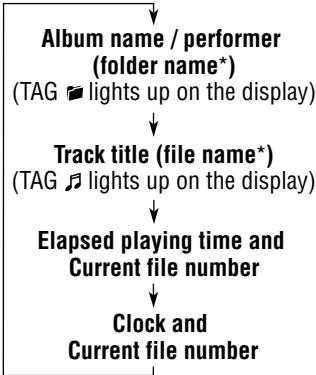 Album name / performer
(folder name*)
(TAG lights up on the display)
Track title (file name*)
(TAG lights up on the display)
Elapsed playing time and
Current file number
Clock and
Current file number